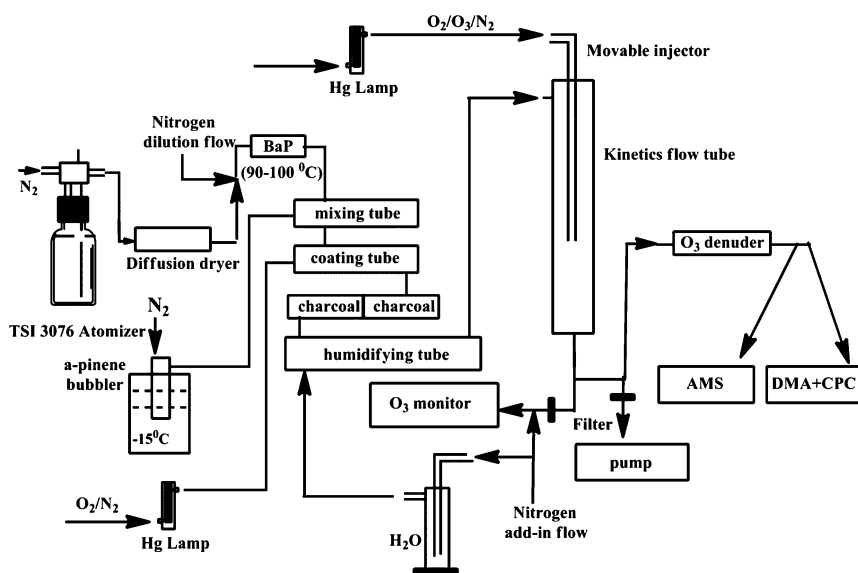 O2/O3/N2
Movable injector
Hg Lamp
Nitrogen
dilution flow
BaP
(90-100 ⁰C)
Kinetics flow tube
N2
mixing tube
O3 denuder
Diffusion dryer
coating tube
N2
charcoal
charcoal
TSI 3076 Atomizer
a-pinene
bubbler
humidifying tube
AMS
DMA+CPC
O3 monitor
Filter
-15⁰C
pump
O2/N2
Nitrogen
add-in flow
H2O
Hg Lamp